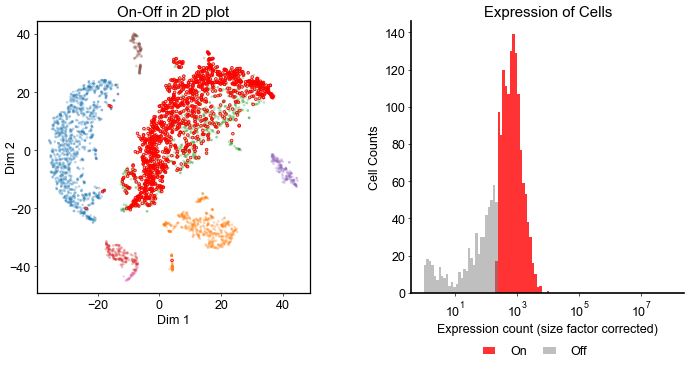 On-Off in 2D plot
Expression of Cells
40
20
0
−20
−40
Dim 2
−20
0
20
40
Dim 1
140
120
100
80
60
40
20
0
Cell Counts
10^1
10^3
10^5
10^7
Expression count (size factor corrected)
On
Off